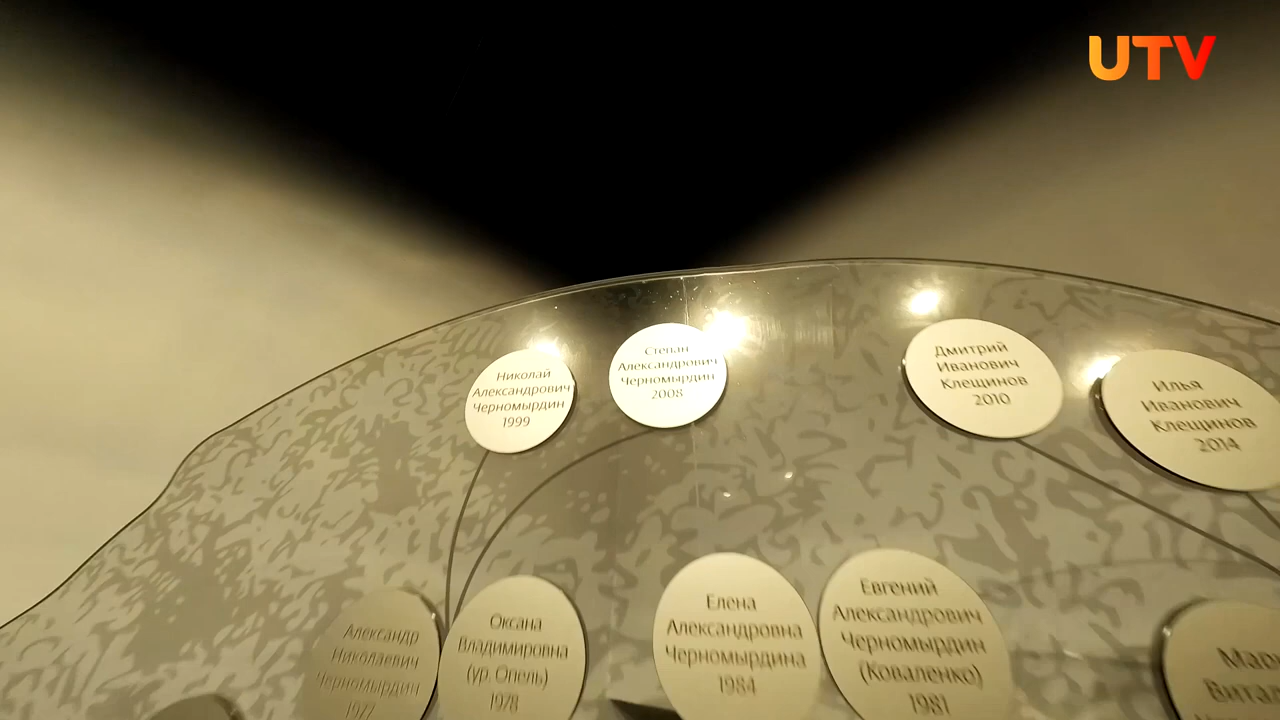 UTV
Николай
Александрович
Черномырдин
1999
Степан
Александрович
Черномырдин
2008
Дмитрий
Иванович
Клещинов
2010
Илья
Иванович
Клещинов
2014
Александр
Николаевич
Черномырдин
1977
Оксана
Владимировна
(ур. Опель)
1978
Елена
Александровна
Черномырдина
1984
Евгений
Александрович
Черномырдин
(Коваленко)
1981